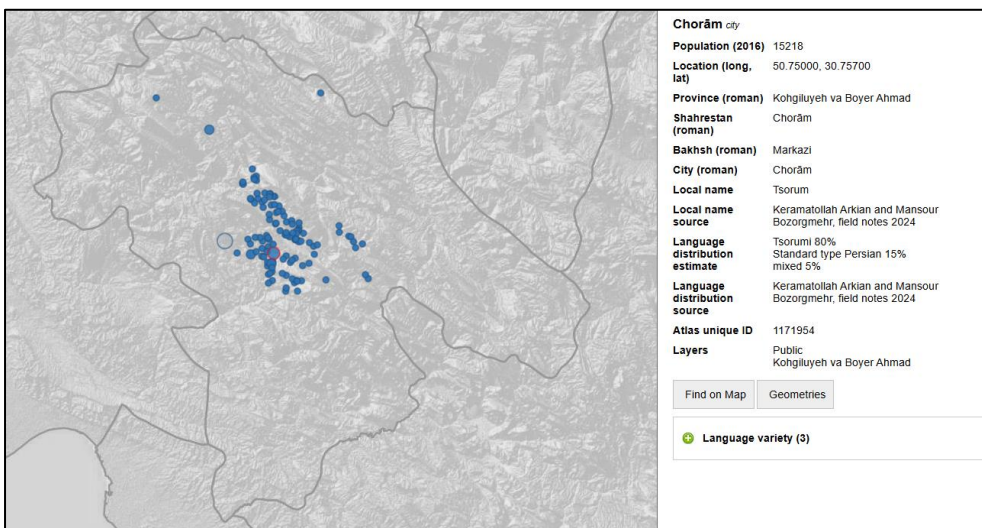 Chorām city
Population (2016) 15218
Location (long, lat) 50.75000, 30.75700
Province (roman) Kohgiluyeh va Boyer Ahmad
Shahrestan (roman) Chorām
Bakhsh (roman) Markazi
City (roman) Chorām
Local name Tsorum
Local name source Keramatollah Arkian and Mansour Bozorgmehr, field notes 2024
Language distribution estimate Tsorumi 80%
Standard type Persian 15%
mixed 5%
Language distribution source Keramatollah Arkian and Mansour Bozorgmehr, field notes 2024
Atlas unique ID 1171954
Layers Public
Kohgiluyeh va Boyer Ahmad
Find on Map Geometries
Language variety (3)